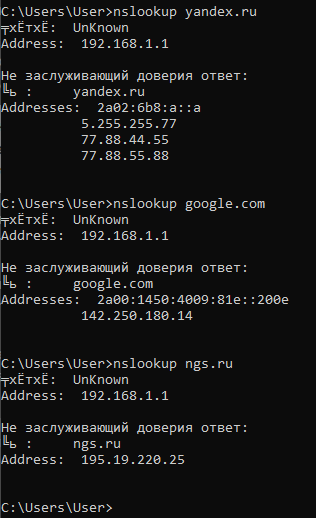 C:\Users\User>nslookup yandex.ru
╤хЁтхЁ:  UnKnown
Address:  192.168.1.1
Не заслуживающий доверия ответ:
╚ь :     yandex.ru
Addresses:  2a02:6b8:a::a
          5.255.255.77
          77.88.44.55
          77.88.55.88
C:\Users\User>nslookup google.com
╤хЁтхЁ:  UnKnown
Address:  192.168.1.1
Не заслуживающий доверия ответ:
╚ь :     google.com
Addresses:  2a00:1450:4009:81e::200e
          142.250.180.14
C:\Users\User>nslookup ngs.ru
╤хЁтхЁ:  UnKnown
Address:  192.168.1.1
Не заслуживающий доверия ответ:
╚ь :     ngs.ru
Address:  195.19.220.25
C:\Users\User>